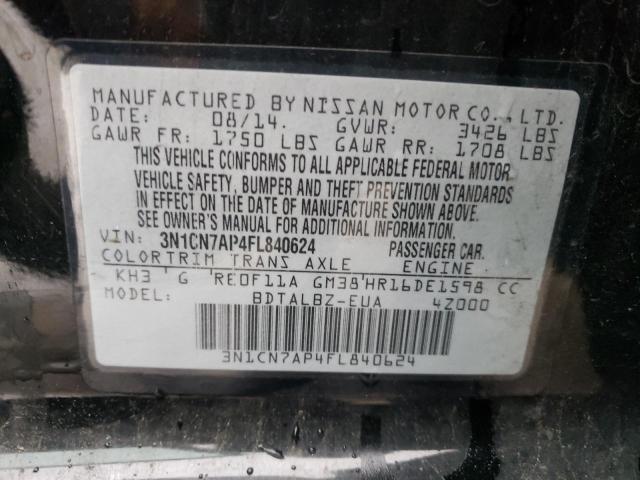 MANUFACTURED BY NISSAN MOTOR CO., LTD.
DATE: 08/14. GVWR: 3426 LBS
GAWR FR: 1750 LBS GAWR RR: 1708 LBS
THIS VEHICLE CONFORMS TO ALL APPLICABLE FEDERAL MOTOR
VEHICLE SAFETY, BUMPER AND THEFT PREVENTION STANDARDS
IN EFFECT ON THE DATE OF MANUFACTURE SHOWN ABOVE.
SEE OWNER'S MANUAL FOR ADDITIONAL INFORMATION.
VIN: 3N1CN7AP4FL840624 PASSENGER CAR.
COLOR TRIM TRANS AXLE ENGINE
KH3 G RE0F11A GM38 HR16DE1598 CC
MODEL: BDTALBZ-EUA 4Z000
3N1CN7AP4FL840624